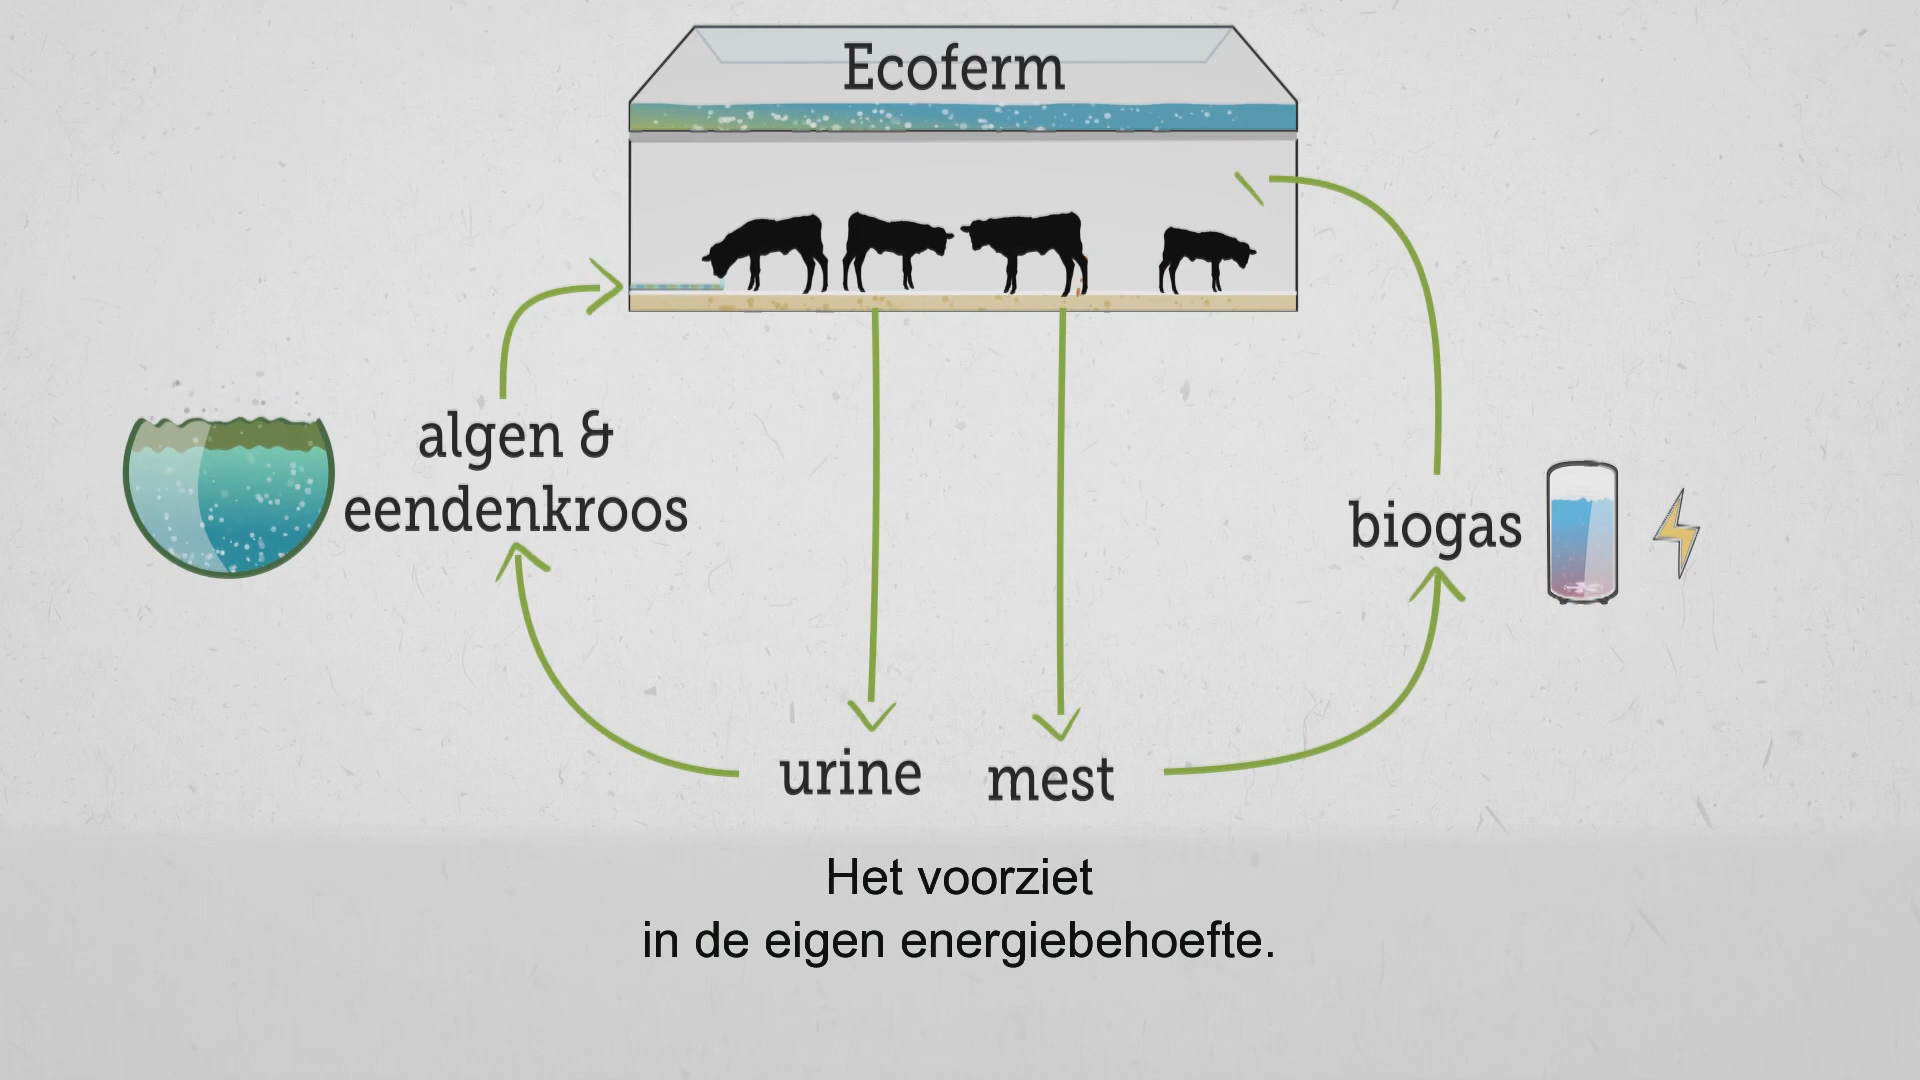 Ecoferm
algen &
eendenkroos
biogas
urine
mest
Het voorziet
in de eigen energiebehoefte.